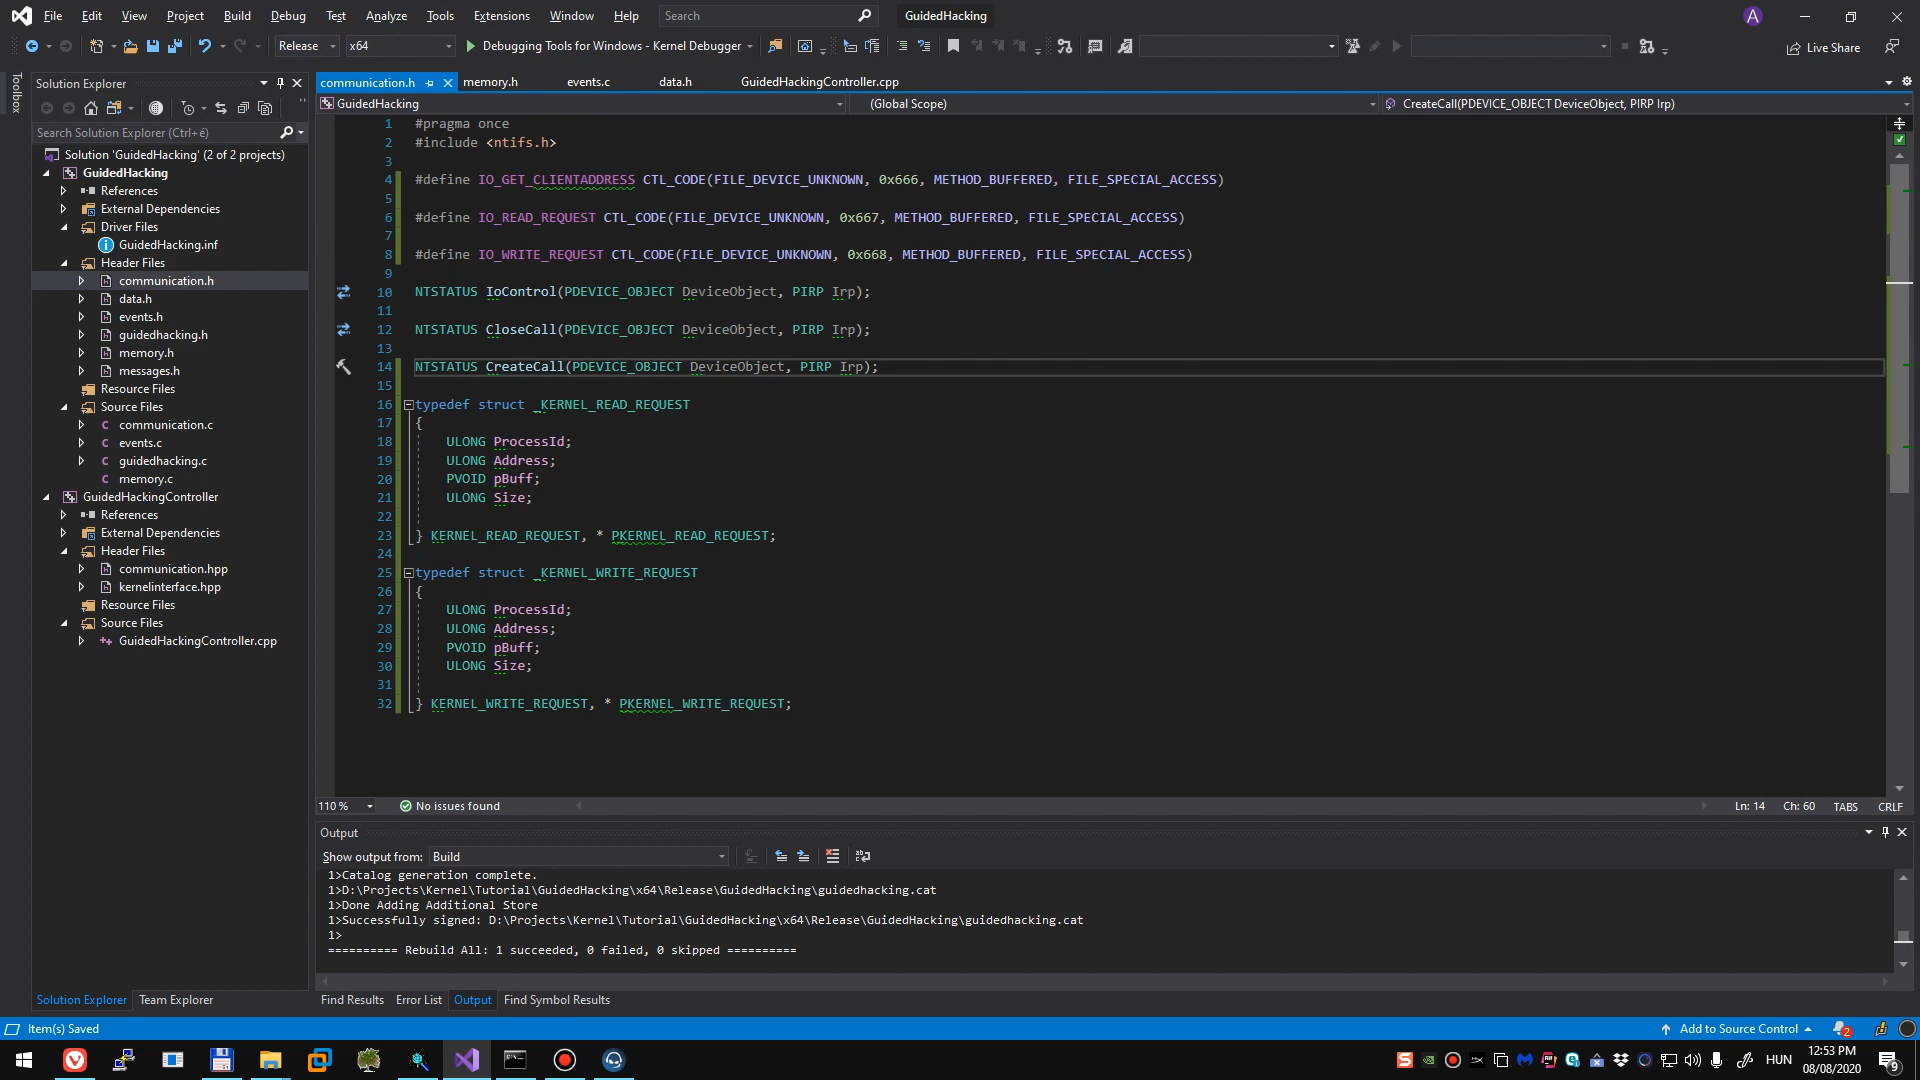 File Edit View Project Build Debug Test Analyze Tools Extensions Window Help Search GuidedHacking A
Release x64 Debugging Tools for Windows - Kernel Debugger Live Share
Toolbox
Solution Explorer
Search Solution Explorer (Ctrl+é)
Solution 'GuidedHacking' (2 of 2 projects)
GuidedHacking
References
External Dependencies
Driver Files
GuidedHacking.inf
Header Files
communication.h
data.h
events.h
guidedhacking.h
memory.h
messages.h
Resource Files
Source Files
communication.c
events.c
guidedhacking.c
memory.c
GuidedHackingController
References
External Dependencies
Header Files
communication.hpp
kernelinterface.hpp
Resource Files
Source Files
GuidedHackingController.cpp
Solution Explorer Team Explorer
communication.h memory.h events.c data.h GuidedHackingController.cpp
GuidedHacking (Global Scope) CreateCall(PDEVICE_OBJECT DeviceObject, PIRP Irp)
1 #pragma once
2 #include <ntifs.h>
3
4 #define IO_GET_CLIENTADDRESS CTL_CODE(FILE_DEVICE_UNKNOWN, 0x666, METHOD_BUFFERED, FILE_SPECIAL_ACCESS)
5
6 #define IO_READ_REQUEST CTL_CODE(FILE_DEVICE_UNKNOWN, 0x667, METHOD_BUFFERED, FILE_SPECIAL_ACCESS)
7
8 #define IO_WRITE_REQUEST CTL_CODE(FILE_DEVICE_UNKNOWN, 0x668, METHOD_BUFFERED, FILE_SPECIAL_ACCESS)
9
10 NTSTATUS IoControl(PDEVICE_OBJECT DeviceObject, PIRP Irp);
11
12 NTSTATUS CloseCall(PDEVICE_OBJECT DeviceObject, PIRP Irp);
13
14 NTSTATUS CreateCall(PDEVICE_OBJECT DeviceObject, PIRP Irp);
15
16 typedef struct _KERNEL_READ_REQUEST
17 {
18 ULONG ProcessId;
19 ULONG Address;
20 PVOID pBuff;
21 ULONG Size;
22
23 } KERNEL_READ_REQUEST, * PKERNEL_READ_REQUEST;
24
25 typedef struct _KERNEL_WRITE_REQUEST
26 {
27 ULONG ProcessId;
28 ULONG Address;
29 PVOID pBuff;
30 ULONG Size;
31
32 } KERNEL_WRITE_REQUEST, * PKERNEL_WRITE_REQUEST;
110 % No issues found Ln: 14 Ch: 60 TABS CRLF
Output
Show output from: Build
1>Catalog generation complete.
1>D:\Projects\Kernel\Tutorial\GuidedHacking\x64\Release\GuidedHacking\guidedhacking.cat
1>Done Adding Additional Store
1>Successfully signed: D:\Projects\Kernel\Tutorial\GuidedHacking\x64\Release\GuidedHacking\guidedhacking.cat
1>
========== Rebuild All: 1 succeeded, 0 failed, 0 skipped ==========
Find Results Error List Output Find Symbol Results
Item(s) Saved Add to Source Control 2
HUN 12:53 PM
08/08/2020 9